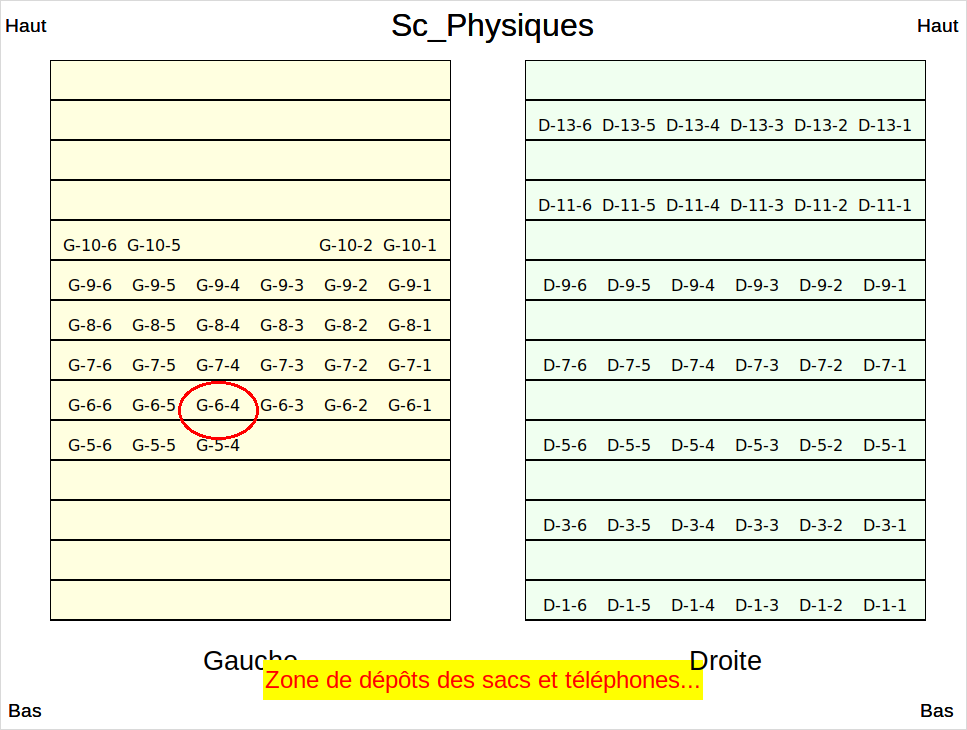 Sc_Physiques
Haut Haut
D-13-6 D-13-5 D-13-4 D-13-3 D-13-2 D-13-1
D-11-6 D-11-5 D-11-4 D-11-3 D-11-2 D-11-1
G-10-6 G-10-5 G-10-2 G-10-1
G-9-6 G-9-5 G-9-4 G-9-3 G-9-2 G-9-1 D-9-6 D-9-5 D-9-4 D-9-3 D-9-2 D-9-1
G-8-6 G-8-5 G-8-4 G-8-3 G-8-2 G-8-1
G-7-6 G-7-5 G-7-4 G-7-3 G-7-2 G-7-1 D-7-6 D-7-5 D-7-4 D-7-3 D-7-2 D-7-1
G-6-6 G-6-5 G-6-4 G-6-3 G-6-2 G-6-1
G-5-6 G-5-5 G-5-4 D-5-6 D-5-5 D-5-4 D-5-3 D-5-2 D-5-1
D-3-6 D-3-5 D-3-4 D-3-3 D-3-2 D-3-1
D-1-6 D-1-5 D-1-4 D-1-3 D-1-2 D-1-1
Gauche Droite
Zone de dépôts des sacs et téléphones...
Bas Bas